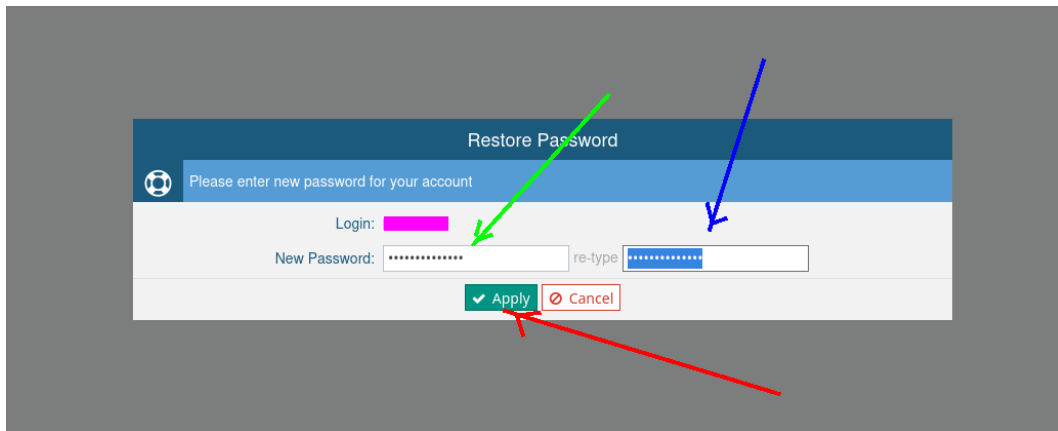 Restore Password
Please enter new password for your account
Login:
New Password: •••••••••••••• re-type ••••••••••••••
Apply Cancel